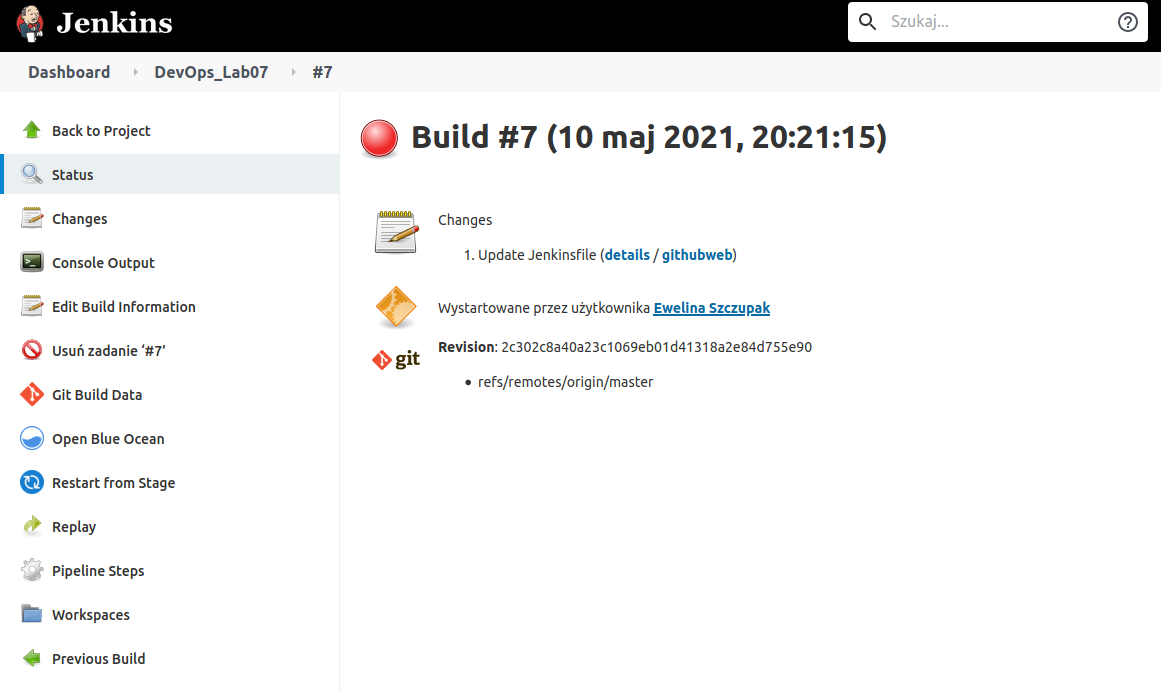 Jenkins
Szukaj...
Dashboard
DevOps_Lab07
#7
Back to Project
Status
Changes
Console Output
Edit Build Information
Usuń zadanie ‘#7’
Git Build Data
Open Blue Ocean
Restart from Stage
Replay
Pipeline Steps
Workspaces
Previous Build
Build #7 (10 maj 2021, 20:21:15)
Changes
1. Update Jenkinsfile (details / githubweb)
Wystartowane przez użytkownika Ewelina Szczupak
git
Revision: 2c302c8a40a23c1069eb01d41318a2e84d755e90
• refs/remotes/origin/master